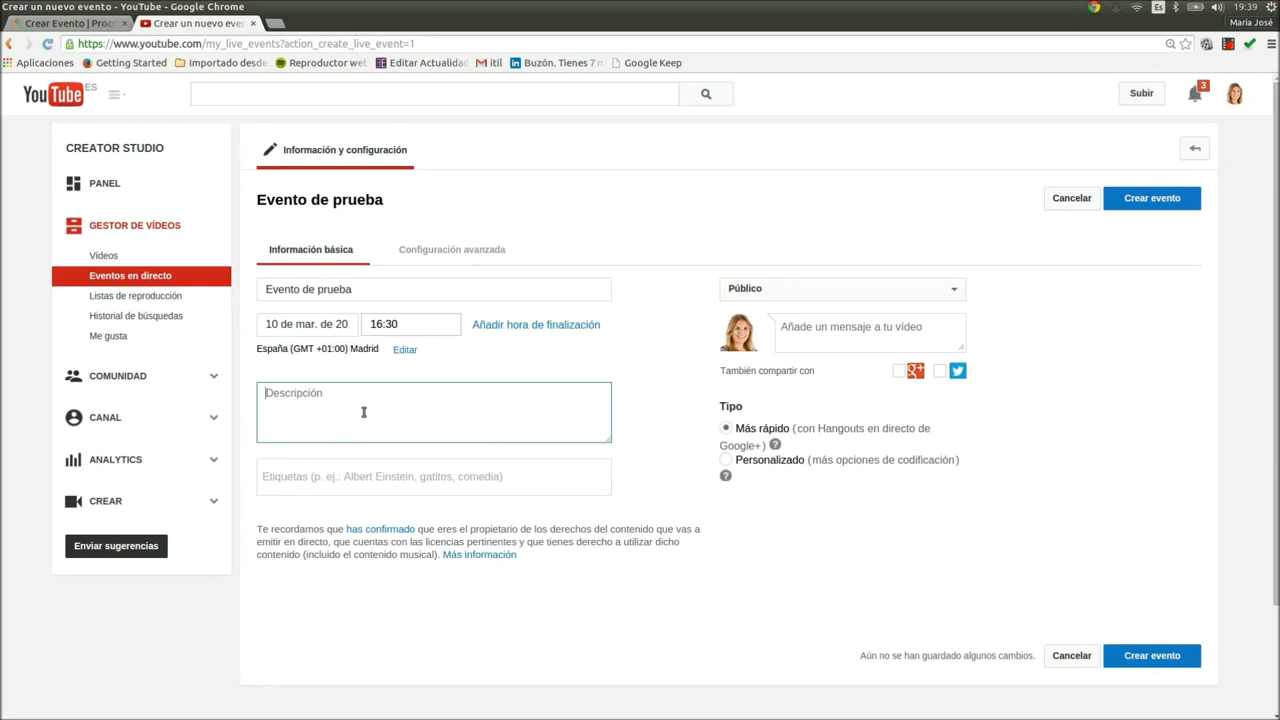 Crear un nuevo evento - YouTube - Google Chrome
Es
19:39
Crear Evento | Proc
Crear un nuevo even
María José
https://www.youtube.com/my_live_events?action_create_live_event=1
Aplicaciones
Getting Started
Importado desde
Reproductor web
Editar Actualidad
itil
Buzón. Tienes 7 m
Google Keep
YouTube ES
Subir
3
CREATOR STUDIO
PANEL
GESTOR DE VÍDEOS
Vídeos
Eventos en directo
Listas de reproducción
Historial de búsquedas
Me gusta
COMUNIDAD
CANAL
ANALYTICS
CREAR
Enviar sugerencias
Información y configuración
Evento de prueba
Cancelar
Crear evento
Información básica
Configuración avanzada
Evento de prueba
10 de mar. de 20
16:30
Añadir hora de finalización
España (GMT +01:00) Madrid
Editar
Descripción
Etiquetas (p. ej.: Albert Einstein, gatitos, comedia)
Te recordamos que has confirmado que eres el propietario de los derechos del contenido que vas a
emitir en directo, que cuentas con las licencias pertinentes y que tienes derecho a utilizar dicho
contenido (incluido el contenido musical). Más información
Público
Añade un mensaje a tu vídeo
También compartir con
g+
Tipo
Más rápido (con Hangouts en directo de
Google+) ?
Personalizado (más opciones de codificación)
?
Aún no se han guardado algunos cambios.
Cancelar
Crear evento